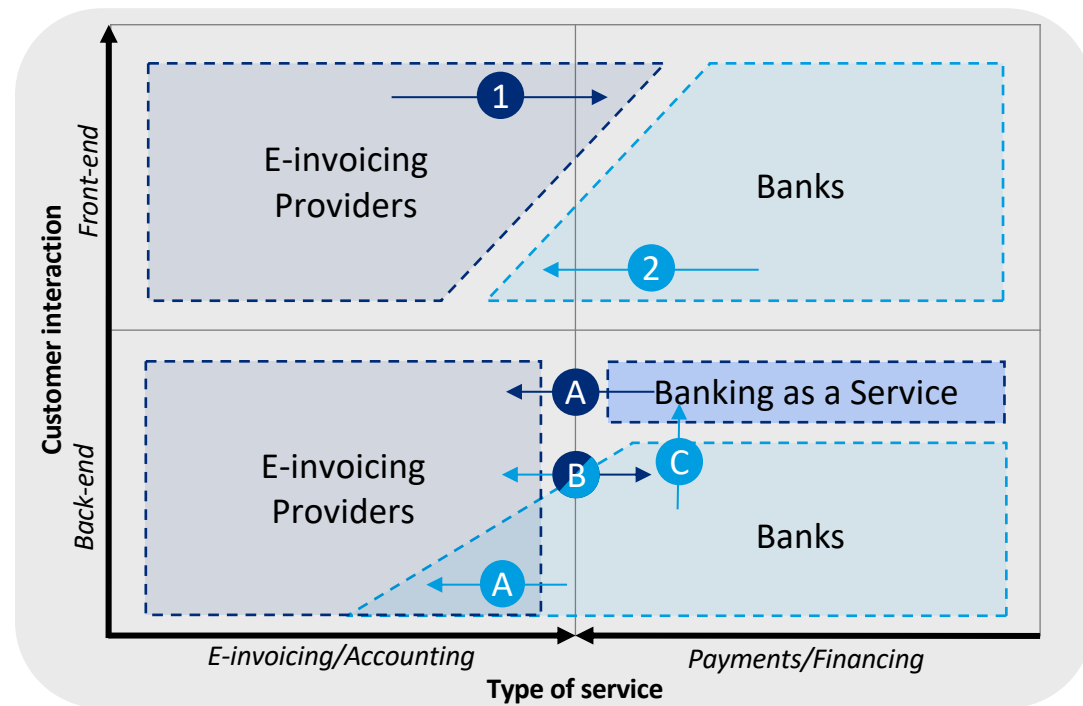 Customer interaction
Front-end
Back-end
1
E-invoicing
Providers
Banks
2
A
Banking as a Service
E-invoicing
Providers
B
C
Banks
A
E-invoicing/Accounting
Payments/Financing
Type of service